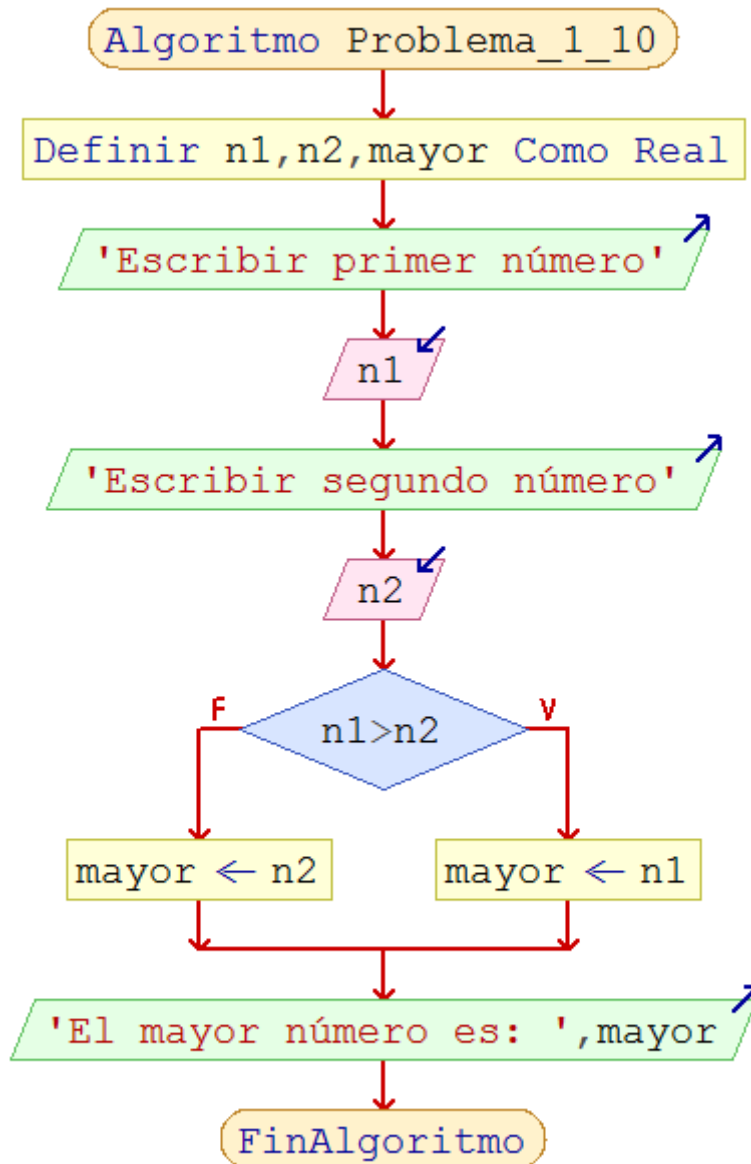 Algoritmo Problema_1_10
Definir n1,n2,mayor Como Real
'Escribir primer número'
n1
'Escribir segundo número'
n2
F
V
n1>n2
mayor ← n2
mayor ← n1
'El mayor número es: ',mayor
FinAlgoritmo